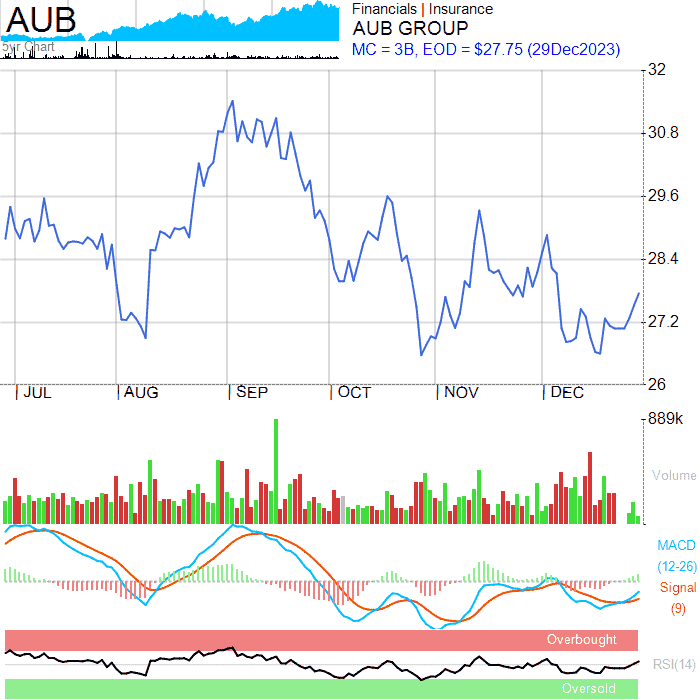 AUB
5yr Chart
Financials | Insurance
AUB GROUP
MC = 3B, EOD = $27.75 (29Dec2023)
32
30.8
29.6
28.4
27.2
26
JUL AUG SEP OCT NOV DEC
889k
Volume
MACD
(12-26)
Signal
(9)
Overbought
RSI(14)
Oversold